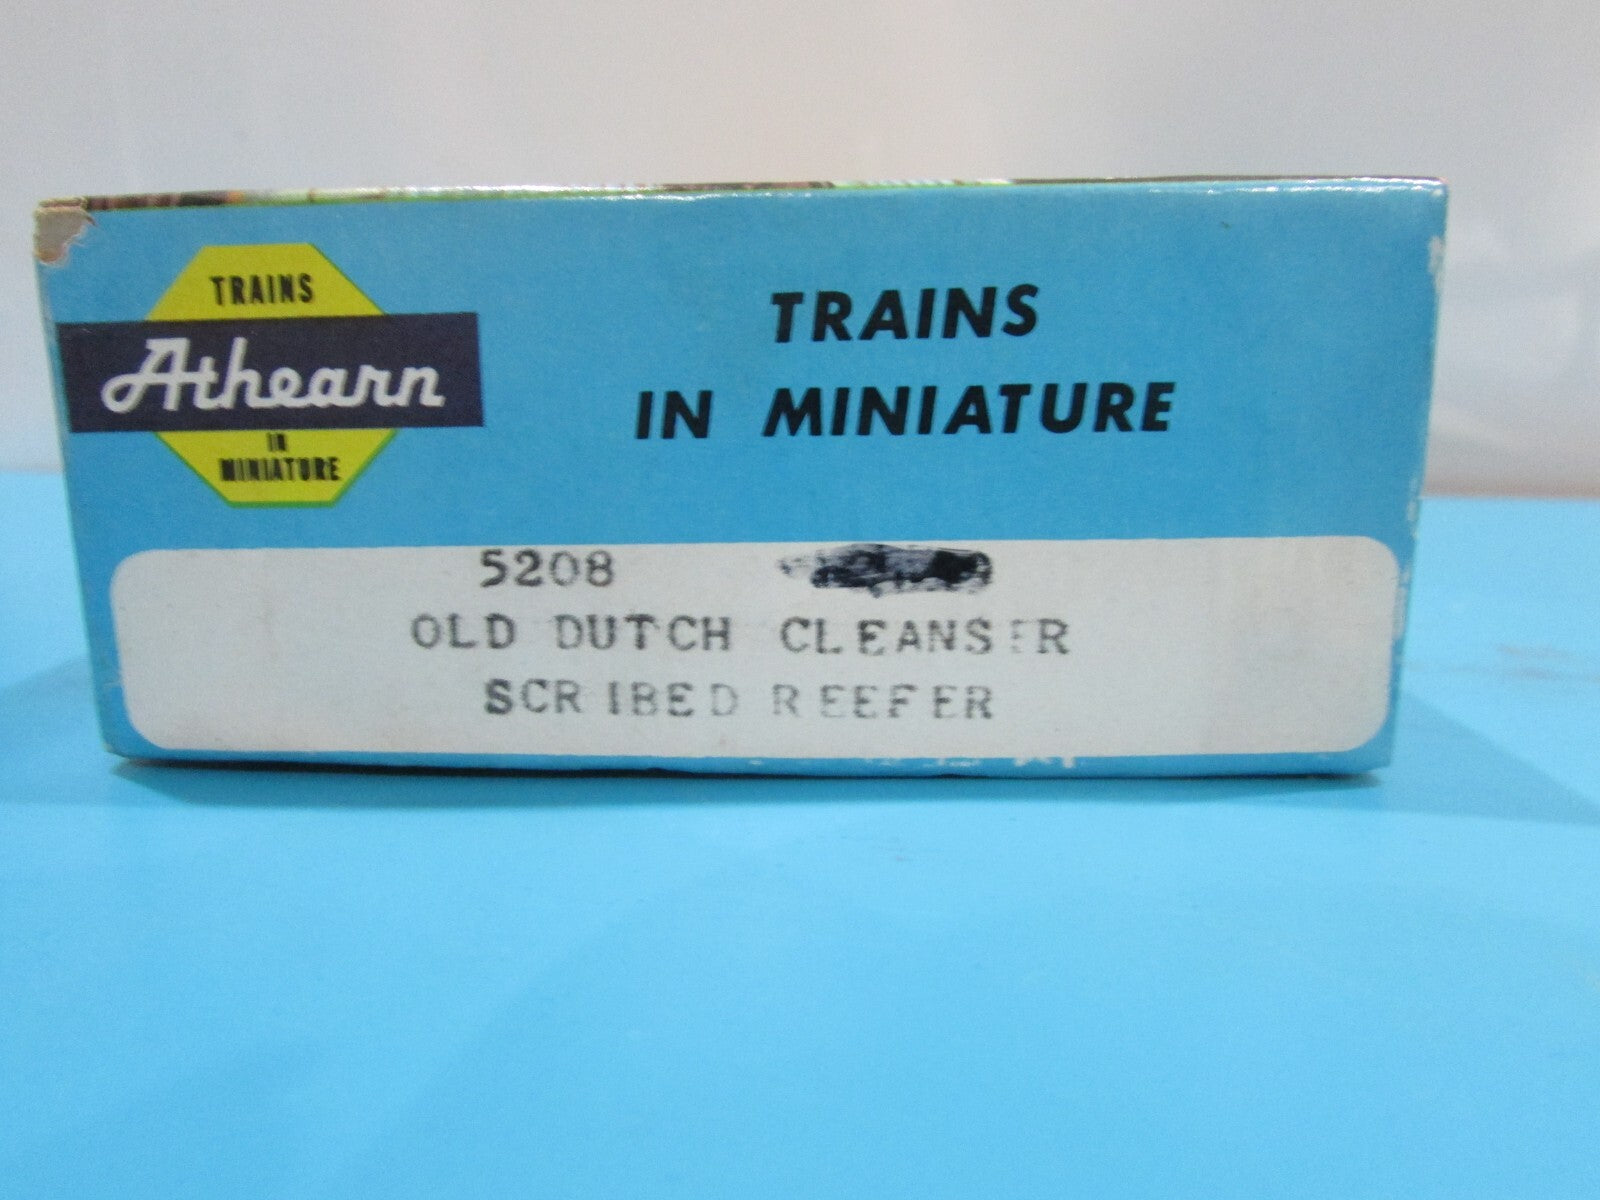 TRAINS
Athearn
IN
MINIATURE
TRAINS
IN MINIATURE
5208
OLD DUTCH CLEANSER
SCRIBED REEFER